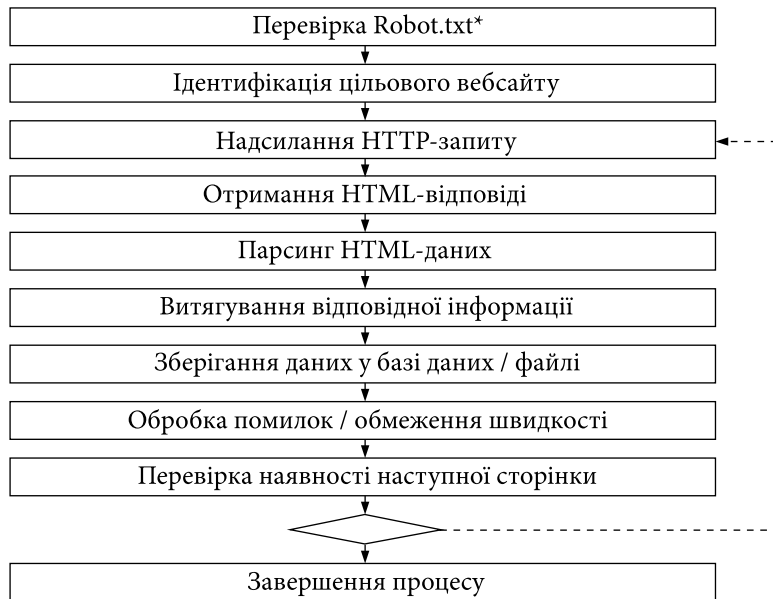 Перевірка Robot.txt*
Ідентифікація цільового вебсайту
Надсилання HTTP-запиту
Отримання HTML-відповіді
Парсинг HTML-даних
Витягування відповідної інформації
Зберігання даних у базі даних / файлі
Обробка помилок / обмеження швидкості
Перевірка наявності наступної сторінки
Завершення процесу